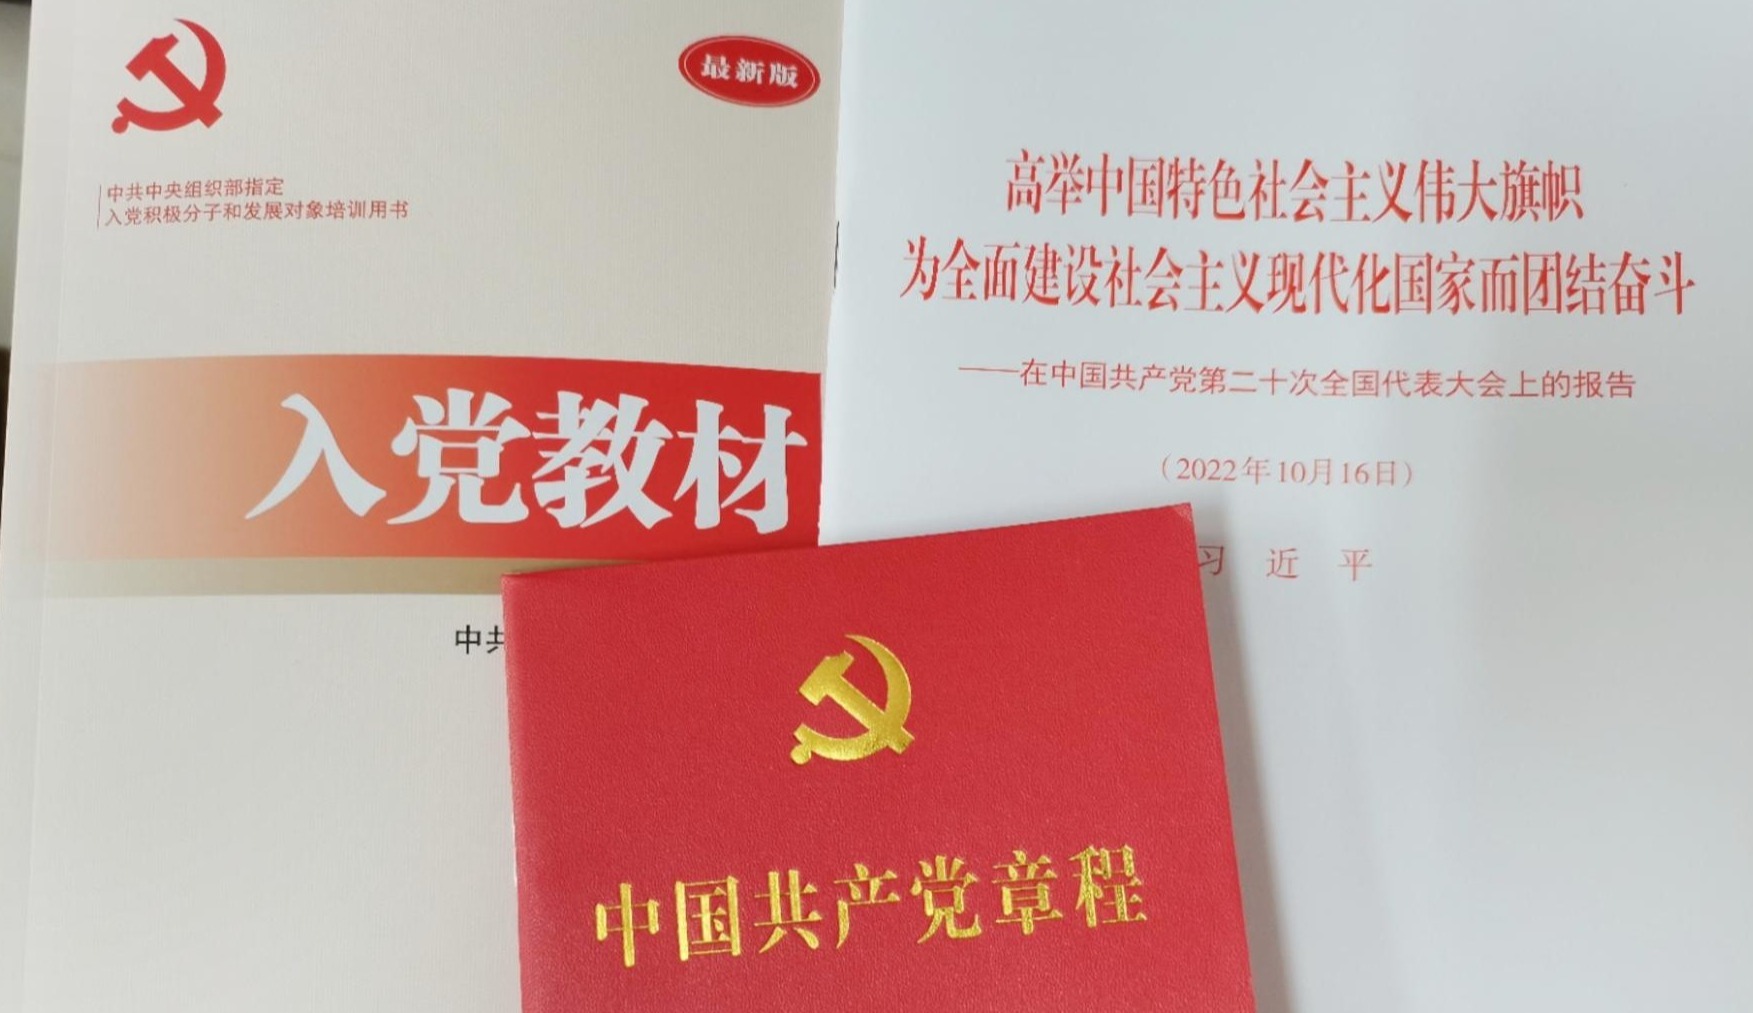 最新版
中共中央组织部指定
入党积极分子和发展对象培训用书
入党教材
中共
高举中国特色社会主义伟大旗帜
为全面建设社会主义现代化国家而团结奋斗
——在中国共产党第二十次全国代表大会上的报告
（2022年10月16日）
习近平
中国共产党章程